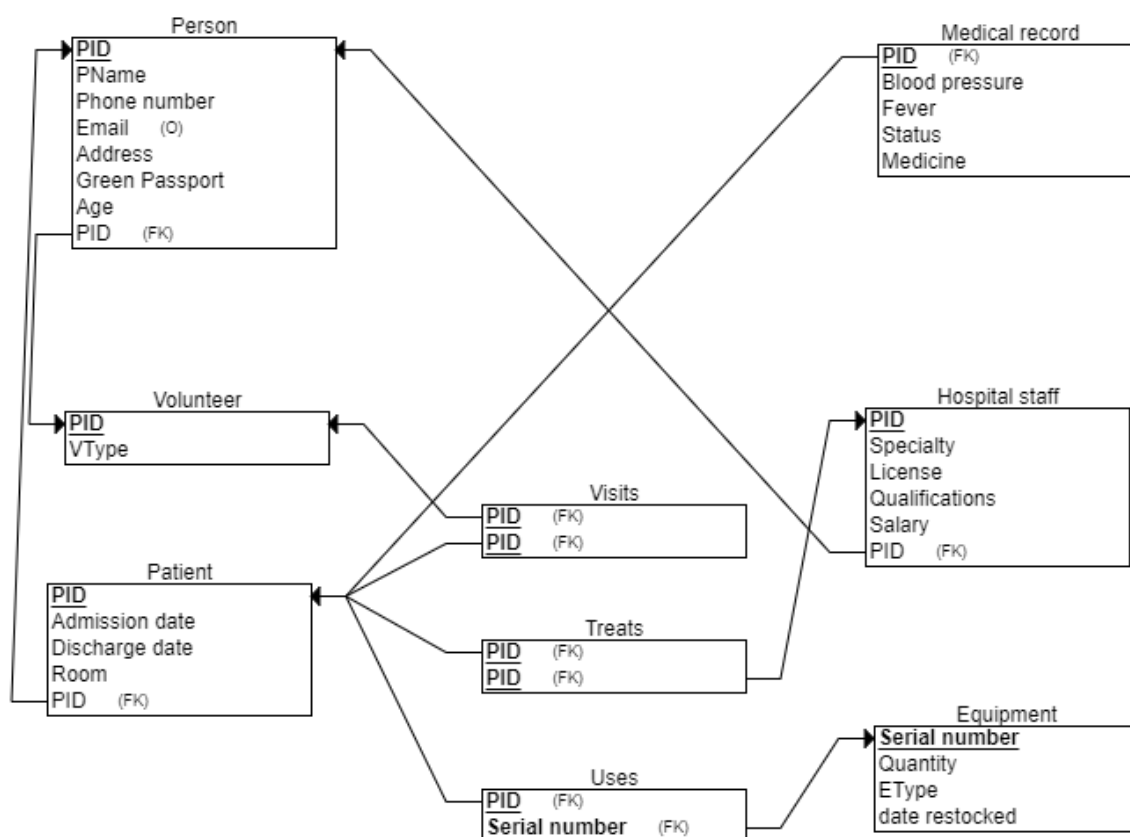 Person
PID
PName
Phone number
Email (O)
Address
Green Passport
Age
PID (FK)
Medical record
PID (FK)
Blood pressure
Fever
Status
Medicine
Volunteer
PID
VType
Hospital staff
PID
Specialty
License
Qualifications
Salary
PID (FK)
Visits
PID (FK)
PID (FK)
Patient
PID
Admission date
Discharge date
Room
PID (FK)
Treats
PID (FK)
PID (FK)
Equipment
Serial number
Quantity
EType
date restocked
Uses
PID (FK)
Serial number (FK)